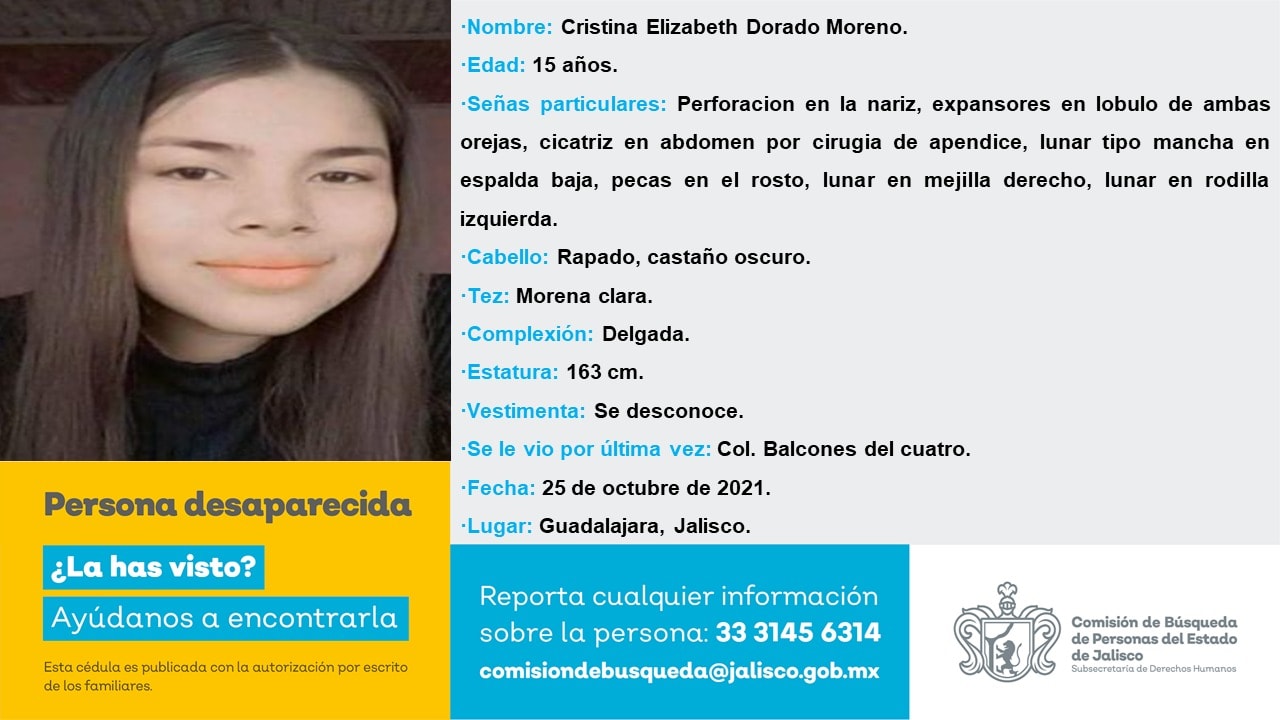 ·Nombre: Cristina Elizabeth Dorado Moreno.
·Edad: 15 años.
·Señas particulares: Perforacion en la nariz, expansores en lobulo de ambas
orejas, cicatriz en abdomen por cirugia de apendice, lunar tipo mancha en
espalda baja, pecas en el rosto, lunar en mejilla derecho, lunar en rodilla
izquierda.
·Cabello: Rapado, castaño oscuro.
·Tez: Morena clara.
·Complexión: Delgada.
·Estatura: 163 cm.
·Vestimenta: Se desconoce.
·Se le vio por última vez: Col. Balcones del cuatro.
·Fecha: 25 de octubre de 2021.
·Lugar: Guadalajara, Jalisco.
Persona desaparecida
¿La has visto?
Ayúdanos a encontrarla
Esta cédula es publicada con la autorización por escrito
de los familiares.
Reporta cualquier información
sobre la persona: 33 3145 6314
comisiondebusqueda@jalisco.gob.mx
Comisión de Búsqueda
de Personas del Estado
de Jalisco
Subsecretaría de Derechos Humanos